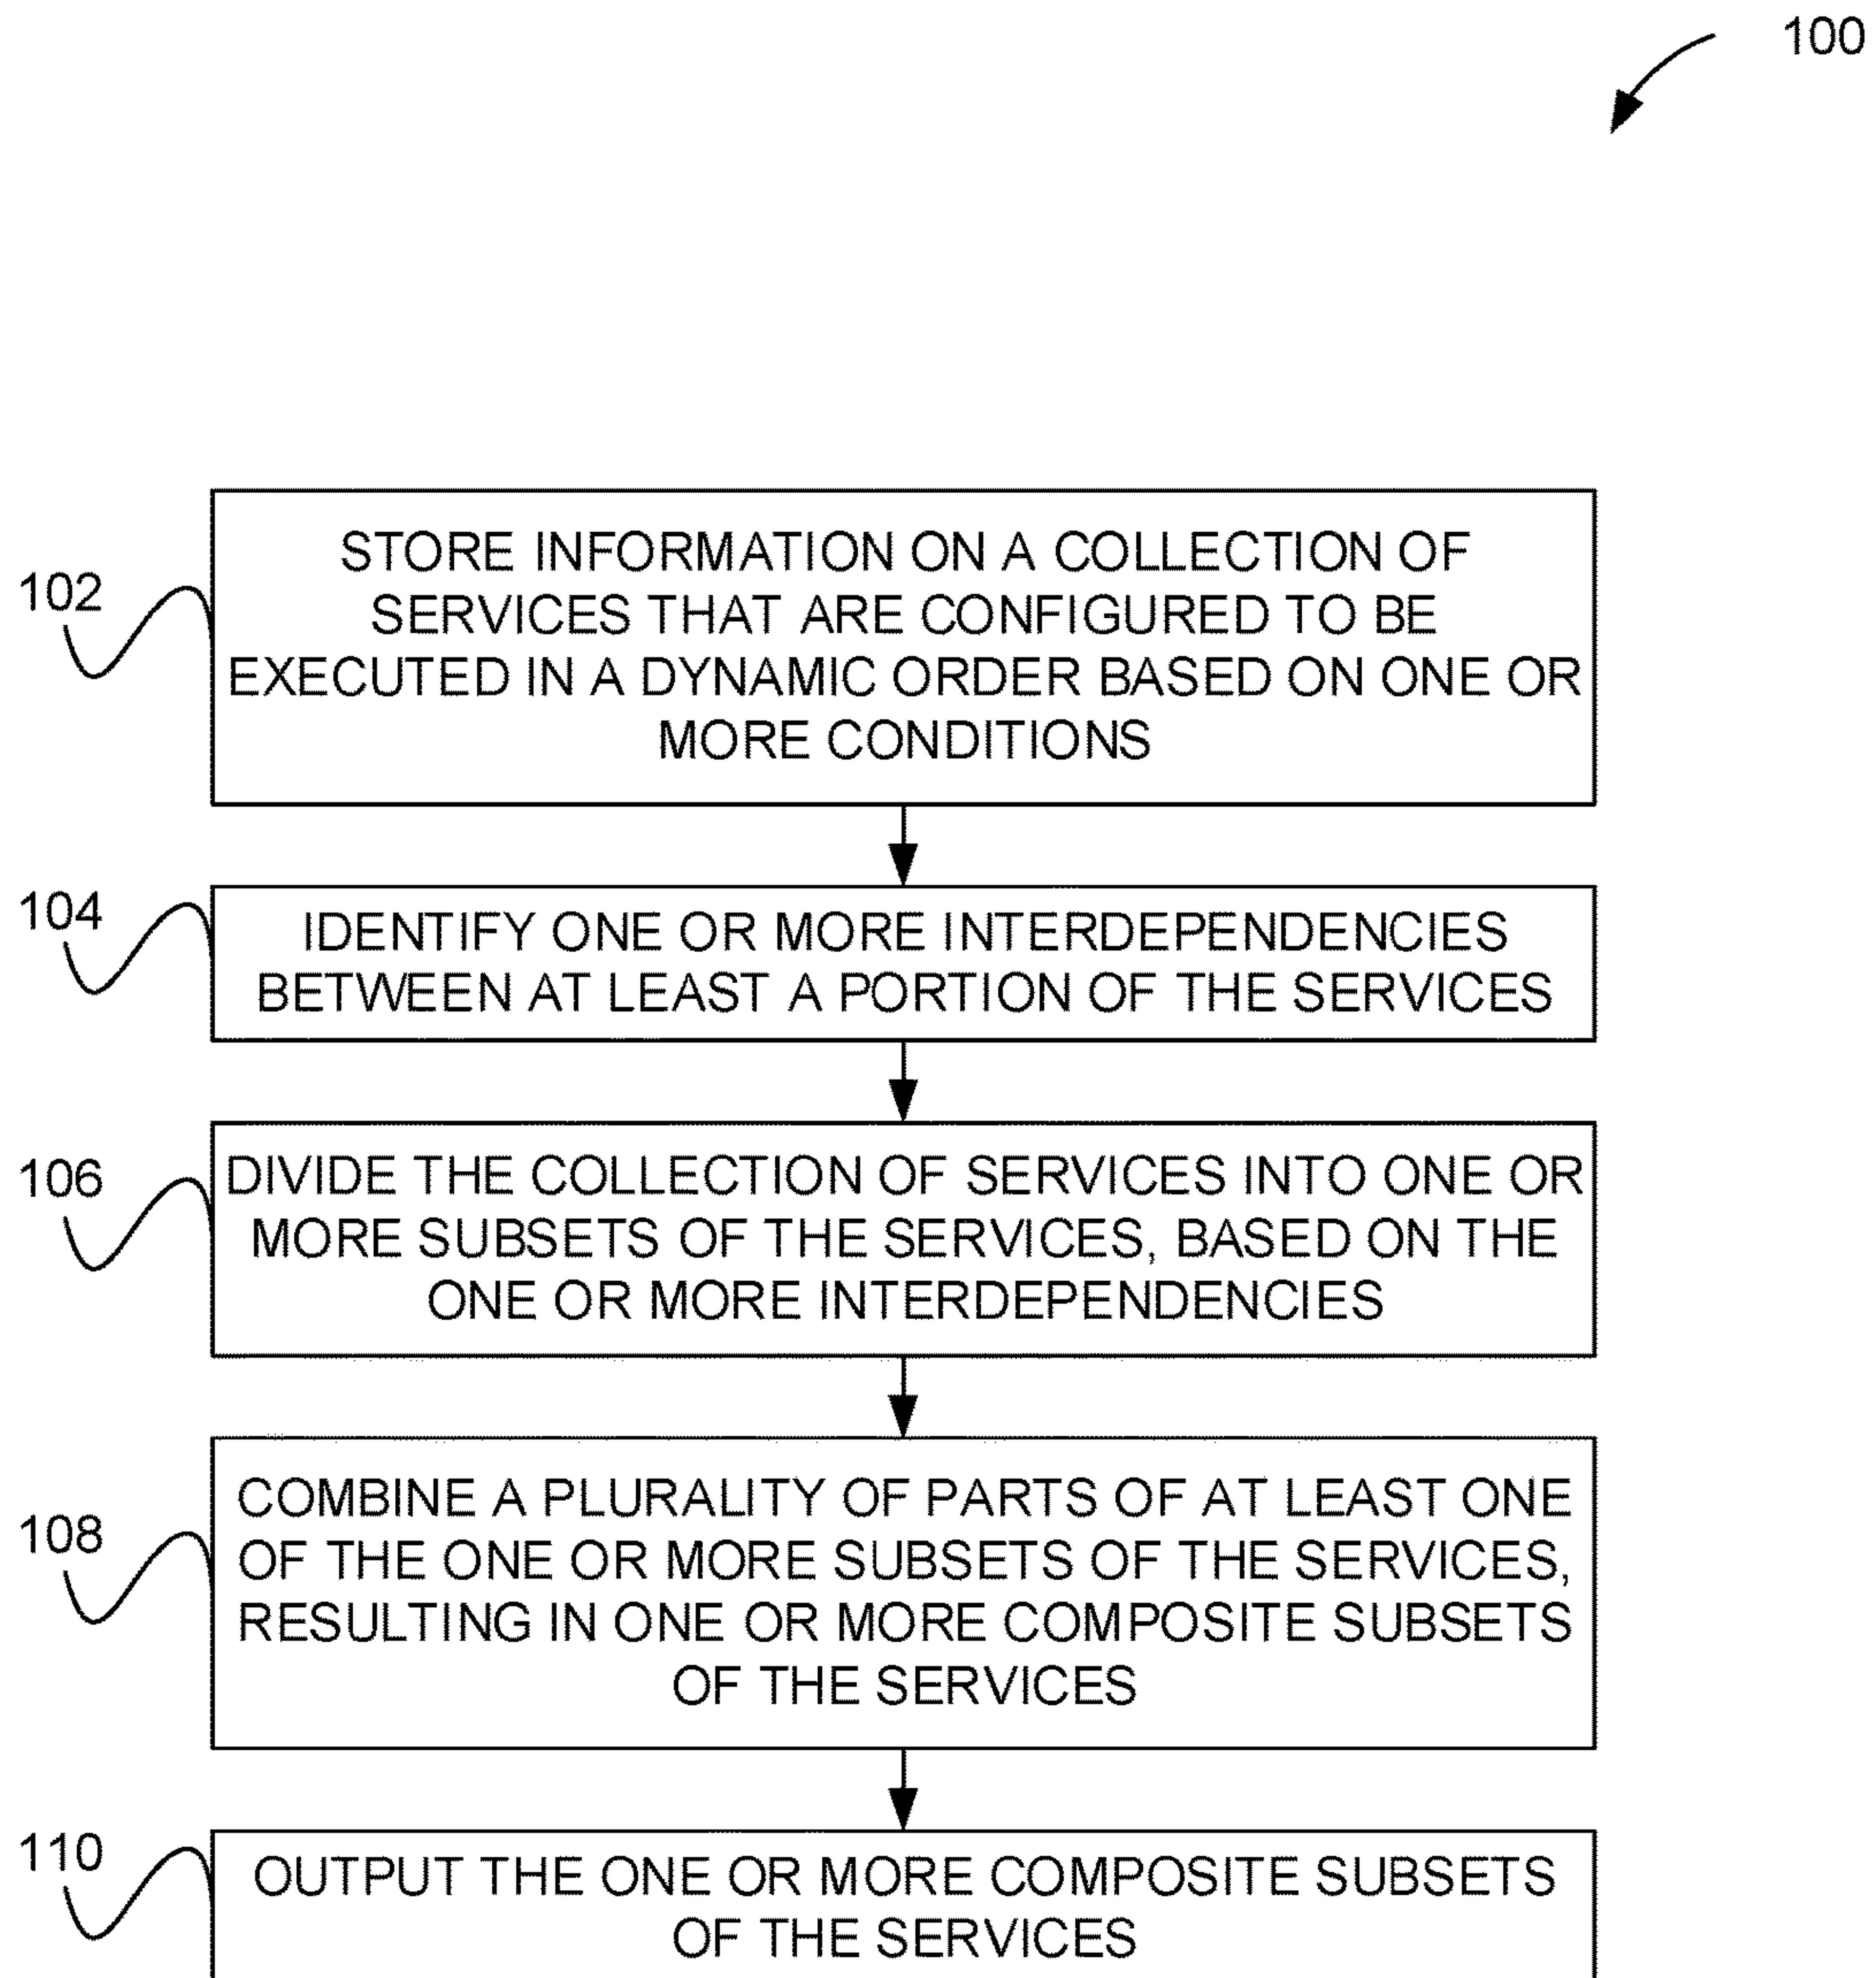 100
102
STORE INFORMATION ON A COLLECTION OF
SERVICES THAT ARE CONFIGURED TO BE
EXECUTED IN A DYNAMIC ORDER BASED ON ONE OR
MORE CONDITIONS
104
IDENTIFY ONE OR MORE INTERDEPENDENCIES
BETWEEN AT LEAST A PORTION OF THE SERVICES
106
DIVIDE THE COLLECTION OF SERVICES INTO ONE OR
MORE SUBSETS OF THE SERVICES, BASED ON THE
ONE OR MORE INTERDEPENDENCIES
108
COMBINE A PLURALITY OF PARTS OF AT LEAST ONE
OF THE ONE OR MORE SUBSETS OF THE SERVICES,
RESULTING IN ONE OR MORE COMPOSITE SUBSETS
OF THE SERVICES
110
OUTPUT THE ONE OR MORE COMPOSITE SUBSETS
OF THE SERVICES